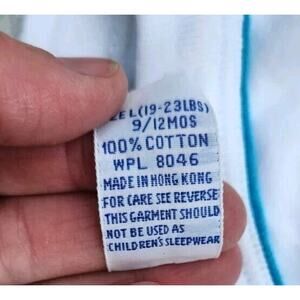 ZE L (19-23LBS)
9/12MOS
100% COTTON
WPL 8046
MADE IN HONG KONG
FOR CARE SEE REVERSE
THIS GARMENT SHOULD
NOT BE USED AS
CHILDREN'S SLEEPWEAR